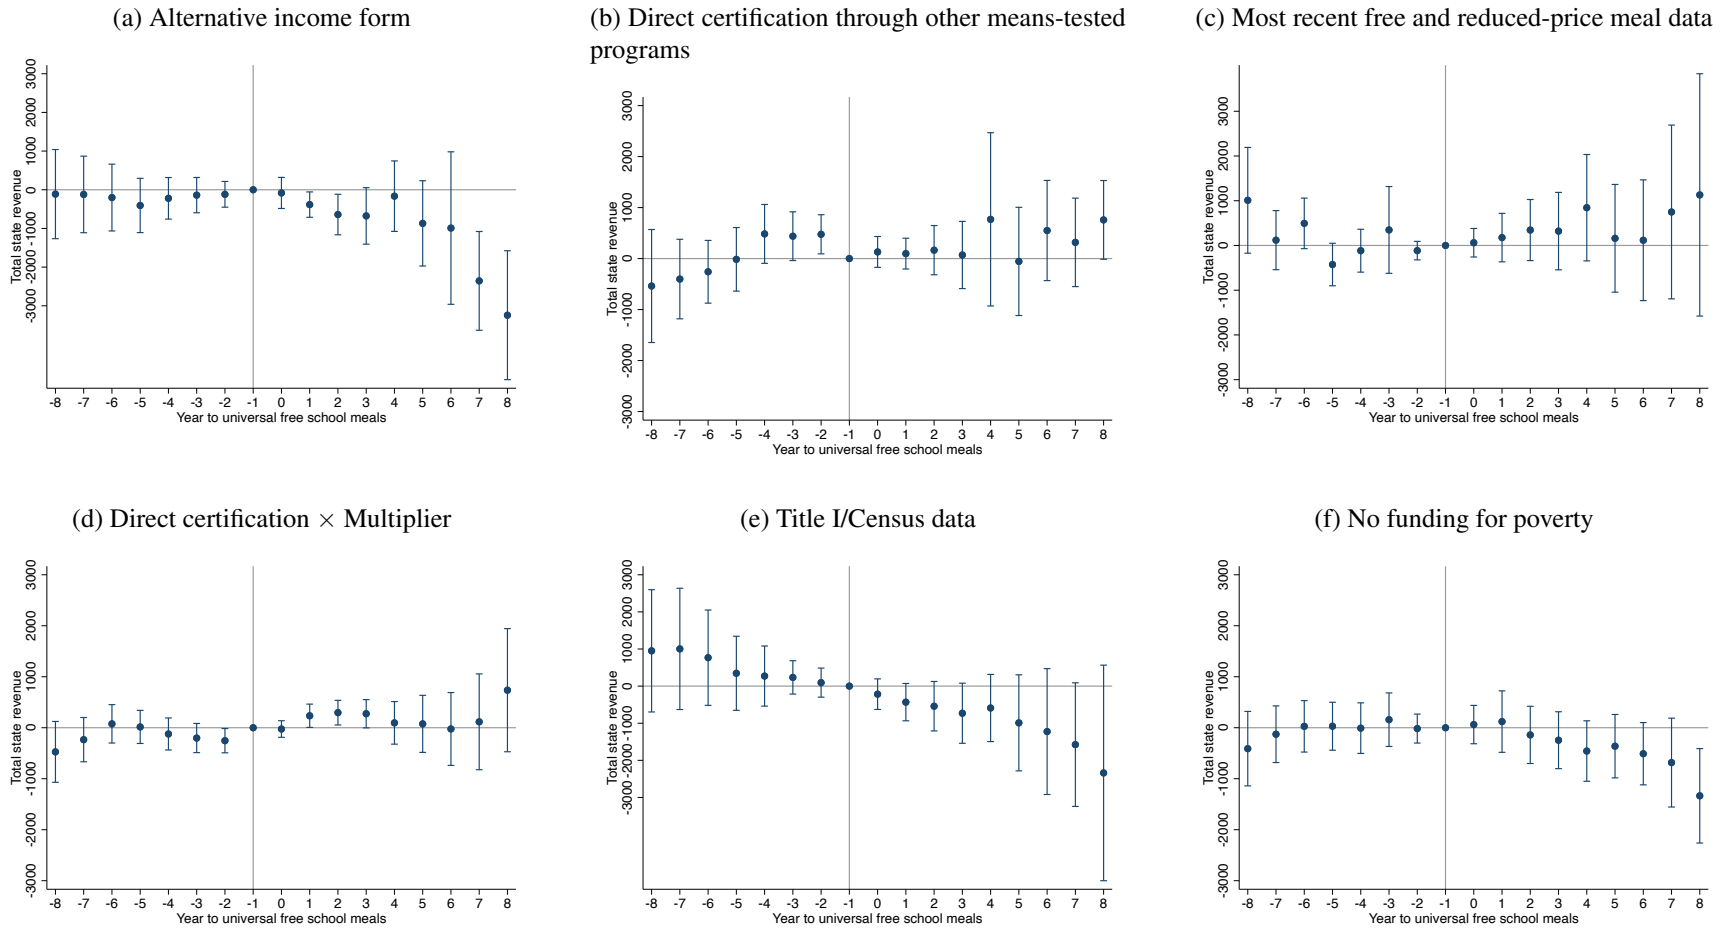 (a) Alternative income form
Total state revenue
3000
2000
1000
0
-1000
-2000
-3000
-8 -7 -6 -5 -4 -3 -2 -1 0 1 2 3 4 5 6 7 8
Year to universal free school meals
(b) Direct certification through other means-tested
programs
Total state revenue
3000
2000
1000
0
-1000
-2000
-3000
-8 -7 -6 -5 -4 -3 -2 -1 0 1 2 3 4 5 6 7 8
Year to universal free school meals
(c) Most recent free and reduced-price meal data
Total state revenue
3000
2000
1000
0
-1000
-2000
-3000
-8 -7 -6 -5 -4 -3 -2 -1 0 1 2 3 4 5 6 7 8
Year to universal free school meals
(d) Direct certification × Multiplier
Total state revenue
3000
2000
1000
0
-1000
-2000
-3000
-8 -7 -6 -5 -4 -3 -2 -1 0 1 2 3 4 5 6 7 8
Year to universal free school meals
(e) Title I/Census data
Total state revenue
3000
2000
1000
0
-1000
-2000
-3000
-8 -7 -6 -5 -4 -3 -2 -1 0 1 2 3 4 5 6 7 8
Year to universal free school meals
(f) No funding for poverty
Total state revenue
3000
2000
1000
0
-1000
-2000
-3000
-8 -7 -6 -5 -4 -3 -2 -1 0 1 2 3 4 5 6 7 8
Year to universal free school meals